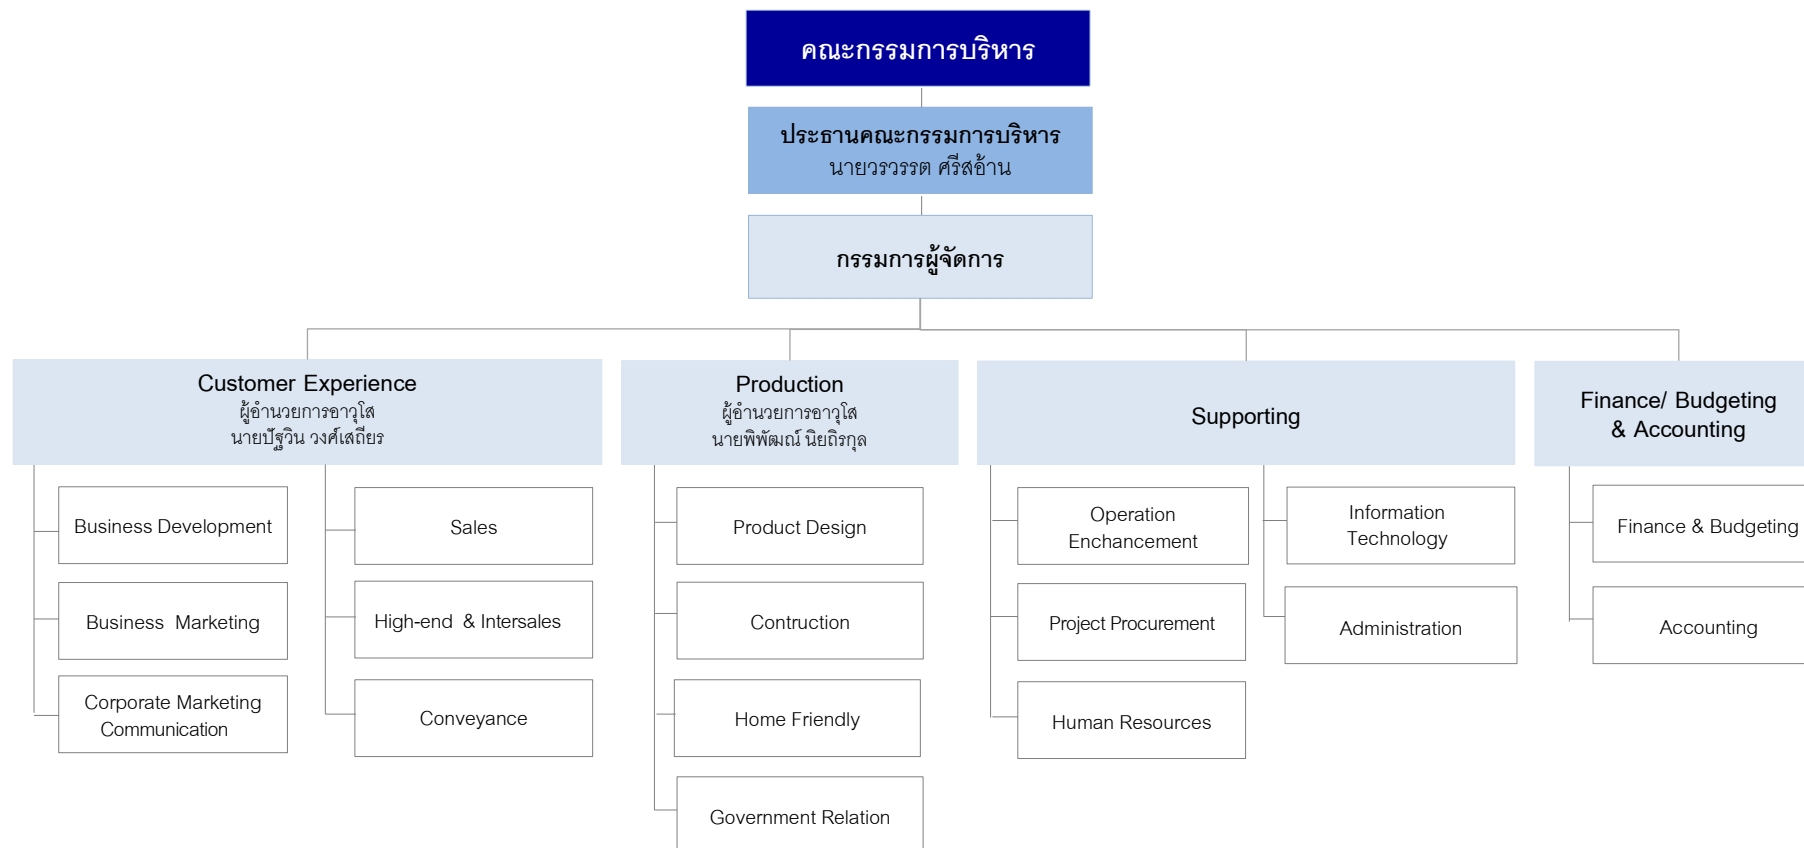 คณะกรรมการบริหาร
ประธานคณะกรรมการบริหาร
นายวรวรรต ศรีสอ้าน
กรรมการผู้จัดการ
Customer Experience
ผู้อำนวยการอาวุโส
นายปัฐวิน วงศ์เสถียร
Business Development
Business Marketing
Corporate Marketing
Communication
Sales
High-end & Intersales
Conveyance
Production
ผู้อำนวยการอาวุโส
นายพิพัฒณ์ นิยถิรกุล
Product Design
Contruction
Home Friendly
Government Relation
Supporting
Operation
Enchancement
Project Procurement
Human Resources
Information
Technology
Administration
Finance/ Budgeting
& Accounting
Finance & Budgeting
Accounting